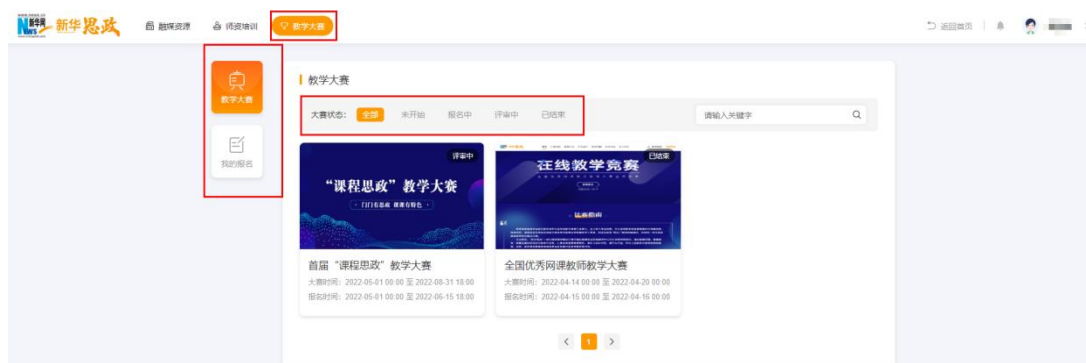 新华网
News
新华思政
融媒资源
师资培训
教学大赛
返回首页
教学大赛
我的报名
教学大赛
大赛状态： 全部 未开始 报名中 评审中 已结束
请输入关键字
评审中
“课程思政”教学大赛
· 门门有思政 课课有特色 ·
首届“课程思政”教学大赛
大赛时间：2022-05-01 00:00 至 2022-08-31 18:00
报名时间：2022-05-01 00:00 至 2022-06-15 18:00
已结束
在线教学竞赛
比赛指南
全国优秀网课教师教学大赛
大赛时间：2022-04-14 00:00 至 2022-04-20 00:00
报名时间：2022-04-15 00:00 至 2022-04-16 00:00
< 1 >